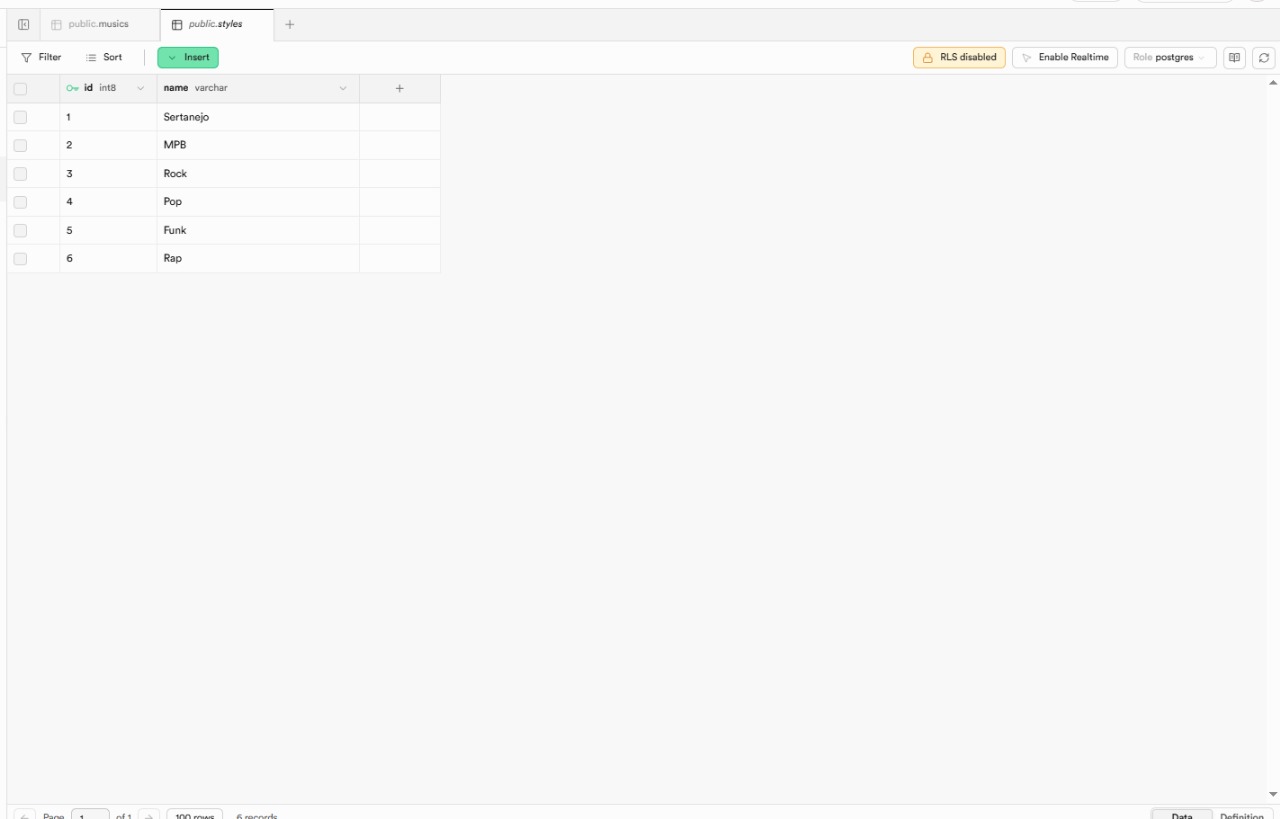 public.musics
public.styles
Filter
Sort
Insert
RLS disabled
Enable Realtime
Role postgres
id int8
name varchar
1 Sertanejo
2 MPB
3 Rock
4 Pop
5 Funk
6 Rap
Page 1 of 1
100 rows
6 records
Data
Definition